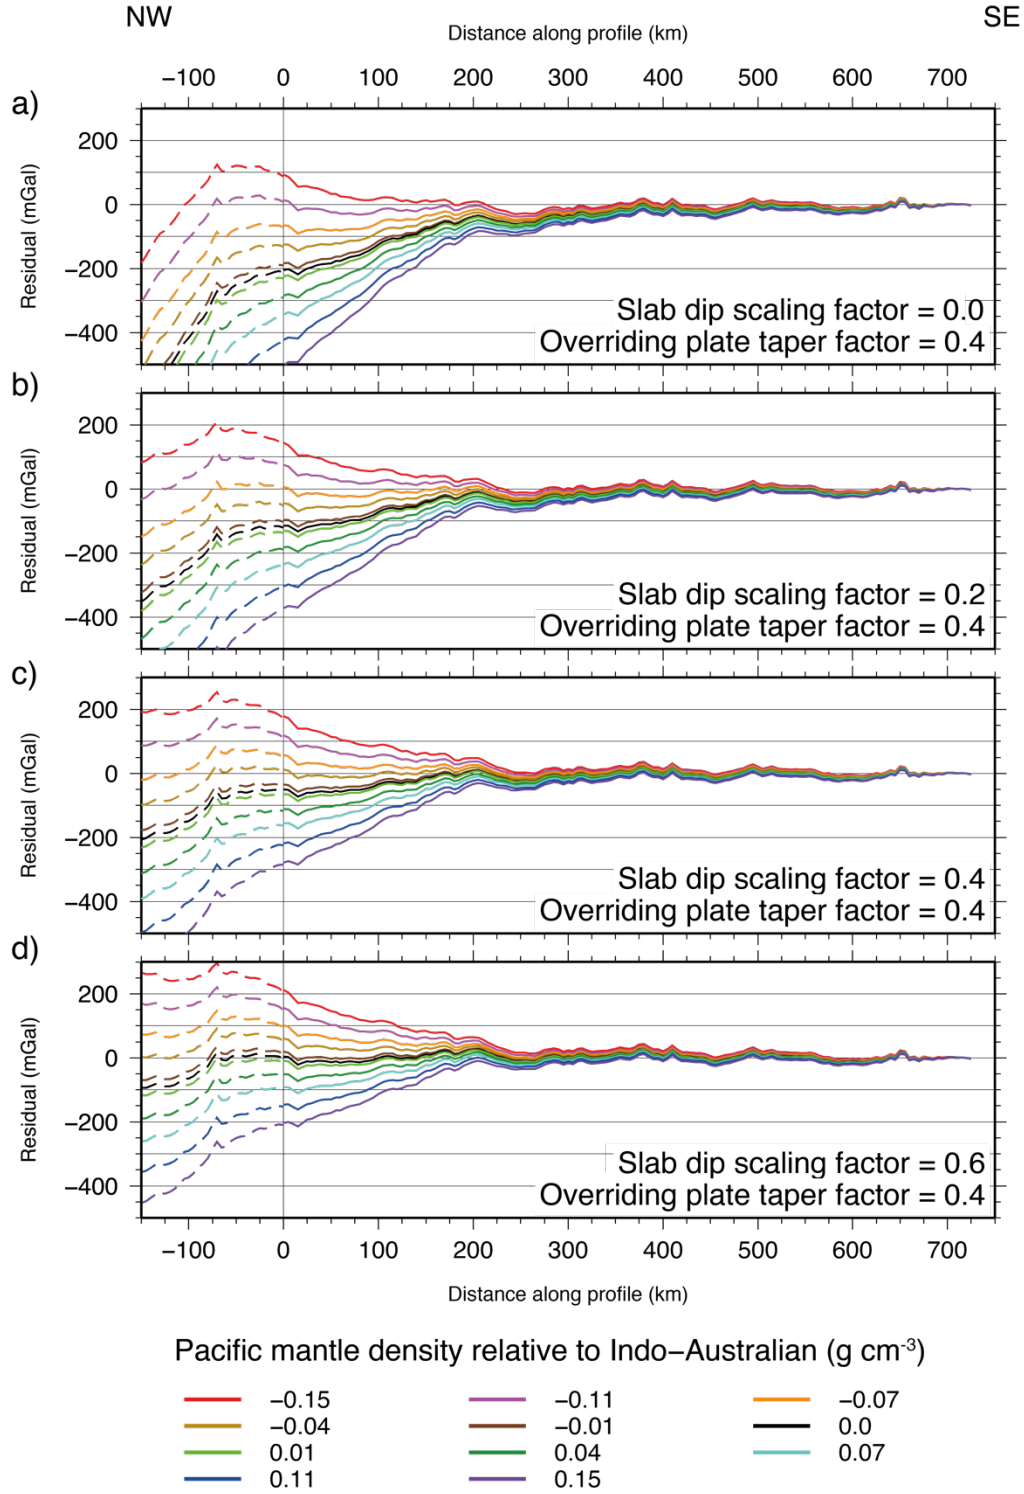 NW
SE
Distance along profile (km)
−100 0 100 200 300 400 500 600 700
a)
200
0
−200
−400
Residual (mGal)
Slab dip scaling factor = 0.0
Overriding plate taper factor = 0.4
b)
200
0
−200
−400
Residual (mGal)
Slab dip scaling factor = 0.2
Overriding plate taper factor = 0.4
c)
200
0
−200
−400
Residual (mGal)
Slab dip scaling factor = 0.4
Overriding plate taper factor = 0.4
d)
200
0
−200
−400
Residual (mGal)
Slab dip scaling factor = 0.6
Overriding plate taper factor = 0.4
−100 0 100 200 300 400 500 600 700
Distance along profile (km)
Pacific mantle density relative to Indo−Australian (g cm⁻³)
−0.15 −0.11 −0.07
−0.04 −0.01 0.0
0.01 0.04 0.07
0.11 0.15